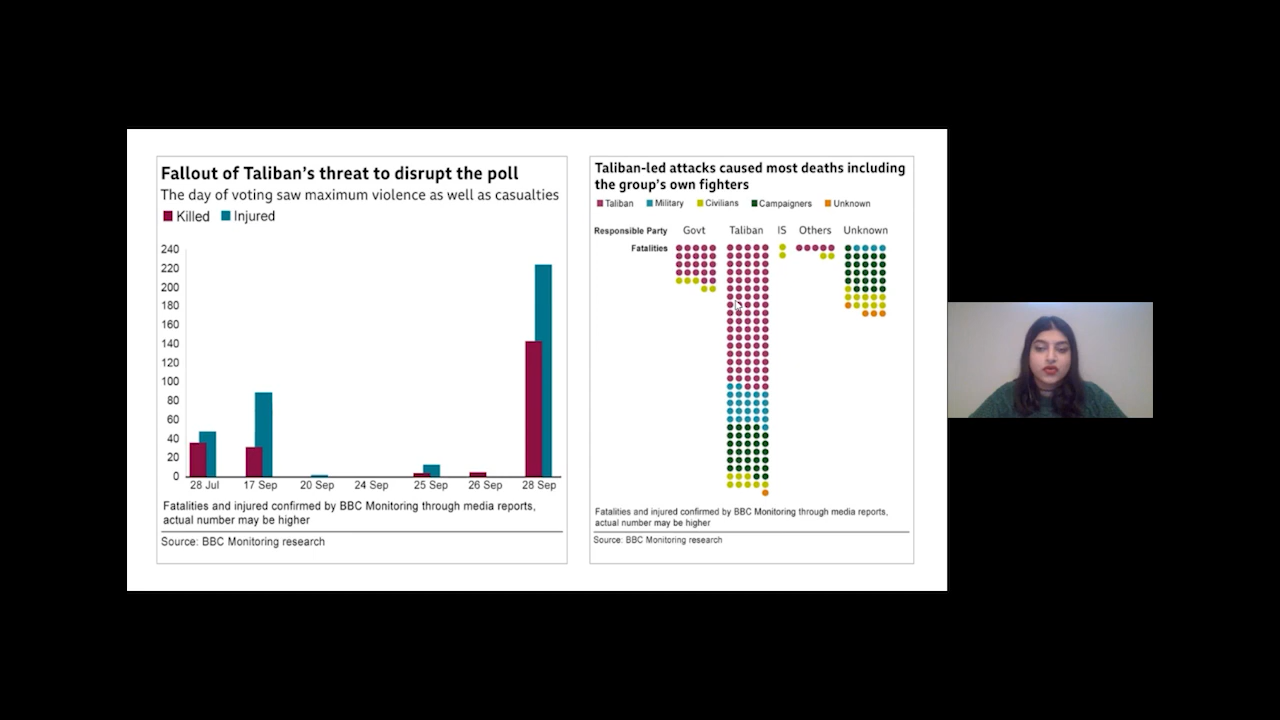 Fallout of Taliban's threat to disrupt the poll
The day of voting saw maximum violence as well as casualties
Killed Injured
240
220
200
180
160
140
120
100
80
60
40
20
0
28 Jul 17 Sep 20 Sep 24 Sep 25 Sep 26 Sep 28 Sep
Fatalities and injured confirmed by BBC Monitoring through media reports,
actual number may be higher
Source: BBC Monitoring research
Taliban-led attacks caused most deaths including
the group's own fighters
Taliban Military Civilians Campaigners Unknown
Responsible Party Govt Taliban IS Others Unknown
Fatalities
Fatalities and injured confirmed by BBC Monitoring through media reports,
actual number may be higher
Source: BBC Monitoring research